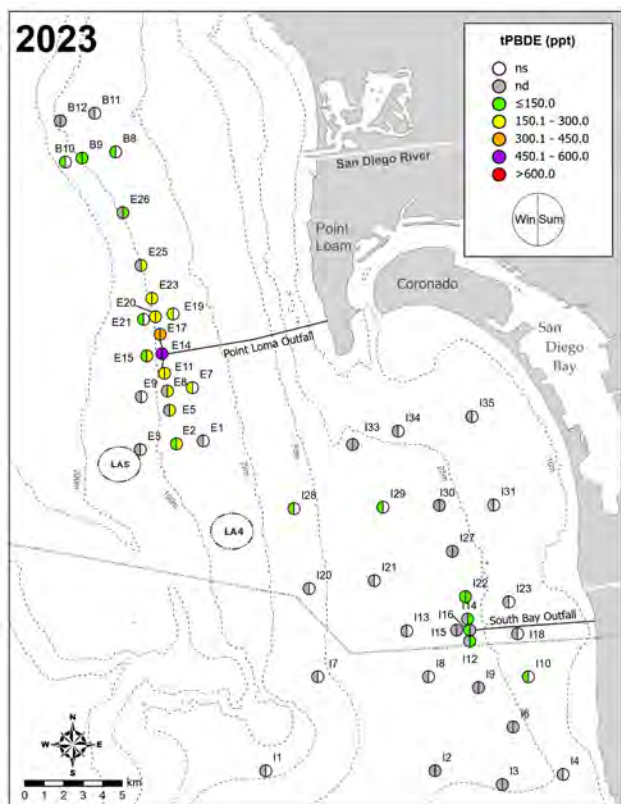 2023
tPBDE (ppt)
ns
nd
≤150.0
150.1 - 300.0
300.1 - 450.0
450.1 - 600.0
>600.0
Win Sum
B12
B11
B10
B9
B8
San Diego River
E26
Point
Loam
E25
Coronado
E23
E20
E19
E21
E17
San
Diego
Bay
E14
Point Loma Outfall
E15
E11
E7
E9
E8
E5
I35
I34
I33
E3
E2
E1
LA5
100m
25m
I28
I29
I30
I31
LA4
I27
I20
I21
I22
I23
I14
I16
South Bay Outfall
I13
I15
I18
I12
I7
I8
I9
I10
I6
I1
I2
I3
I4
N
W
E
S
0 1 2 3 4 5
km